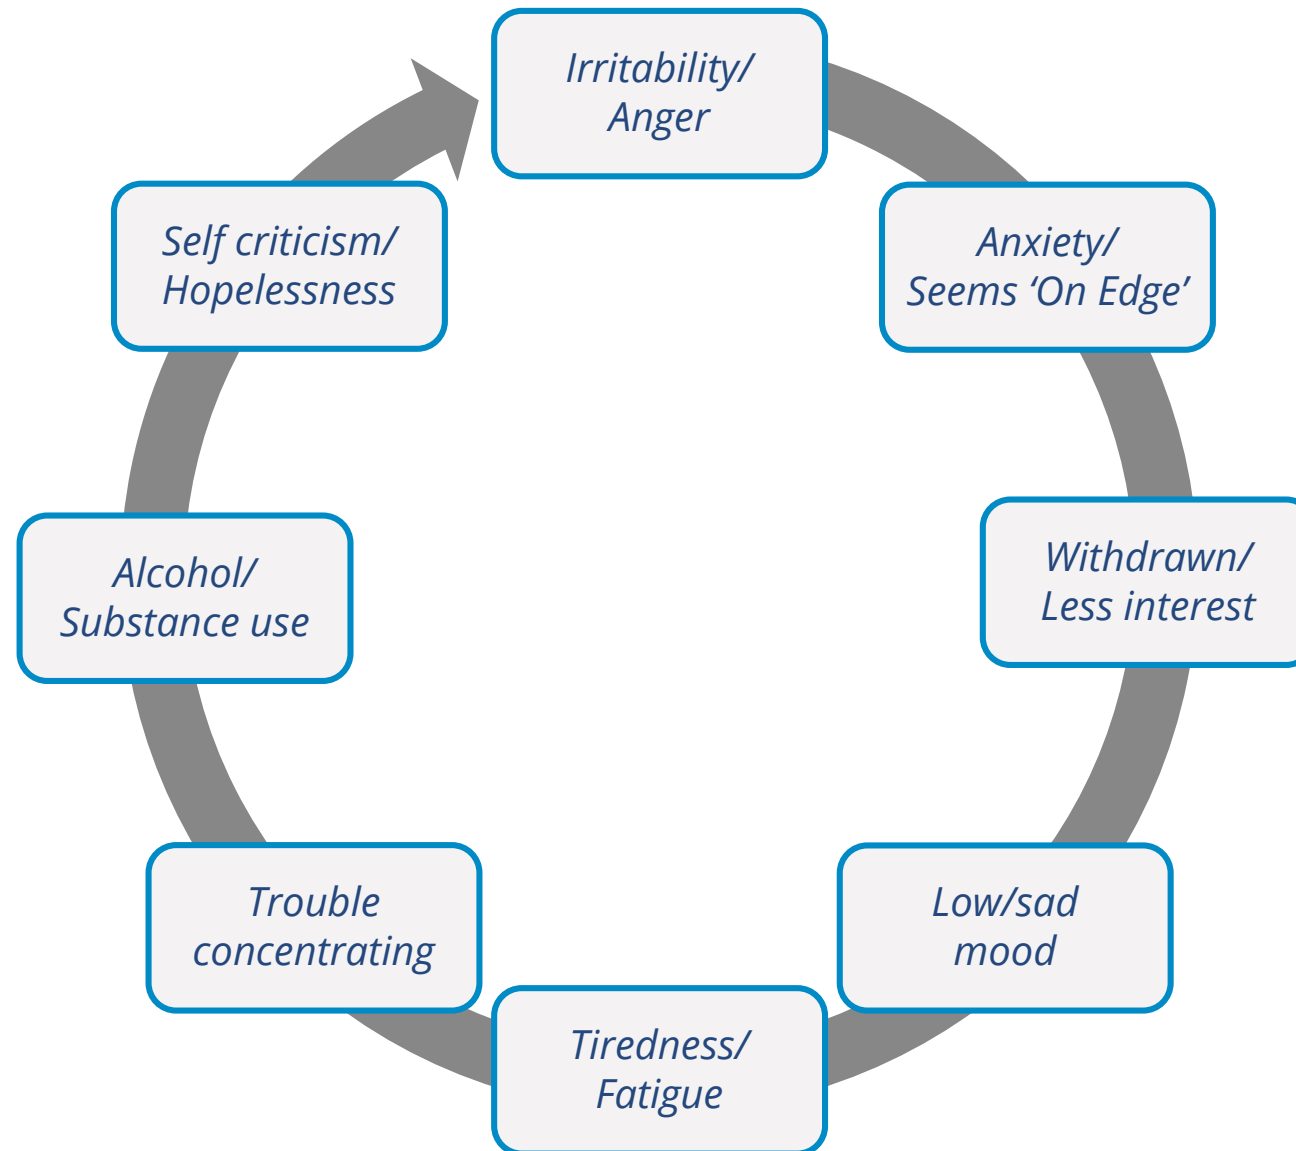 Irritability/
Anger
Anxiety/
Seems ‘On Edge’
Withdrawn/
Less interest
Low/sad
mood
Tiredness/
Fatigue
Trouble
concentrating
Alcohol/
Substance use
Self criticism/
Hopelessness